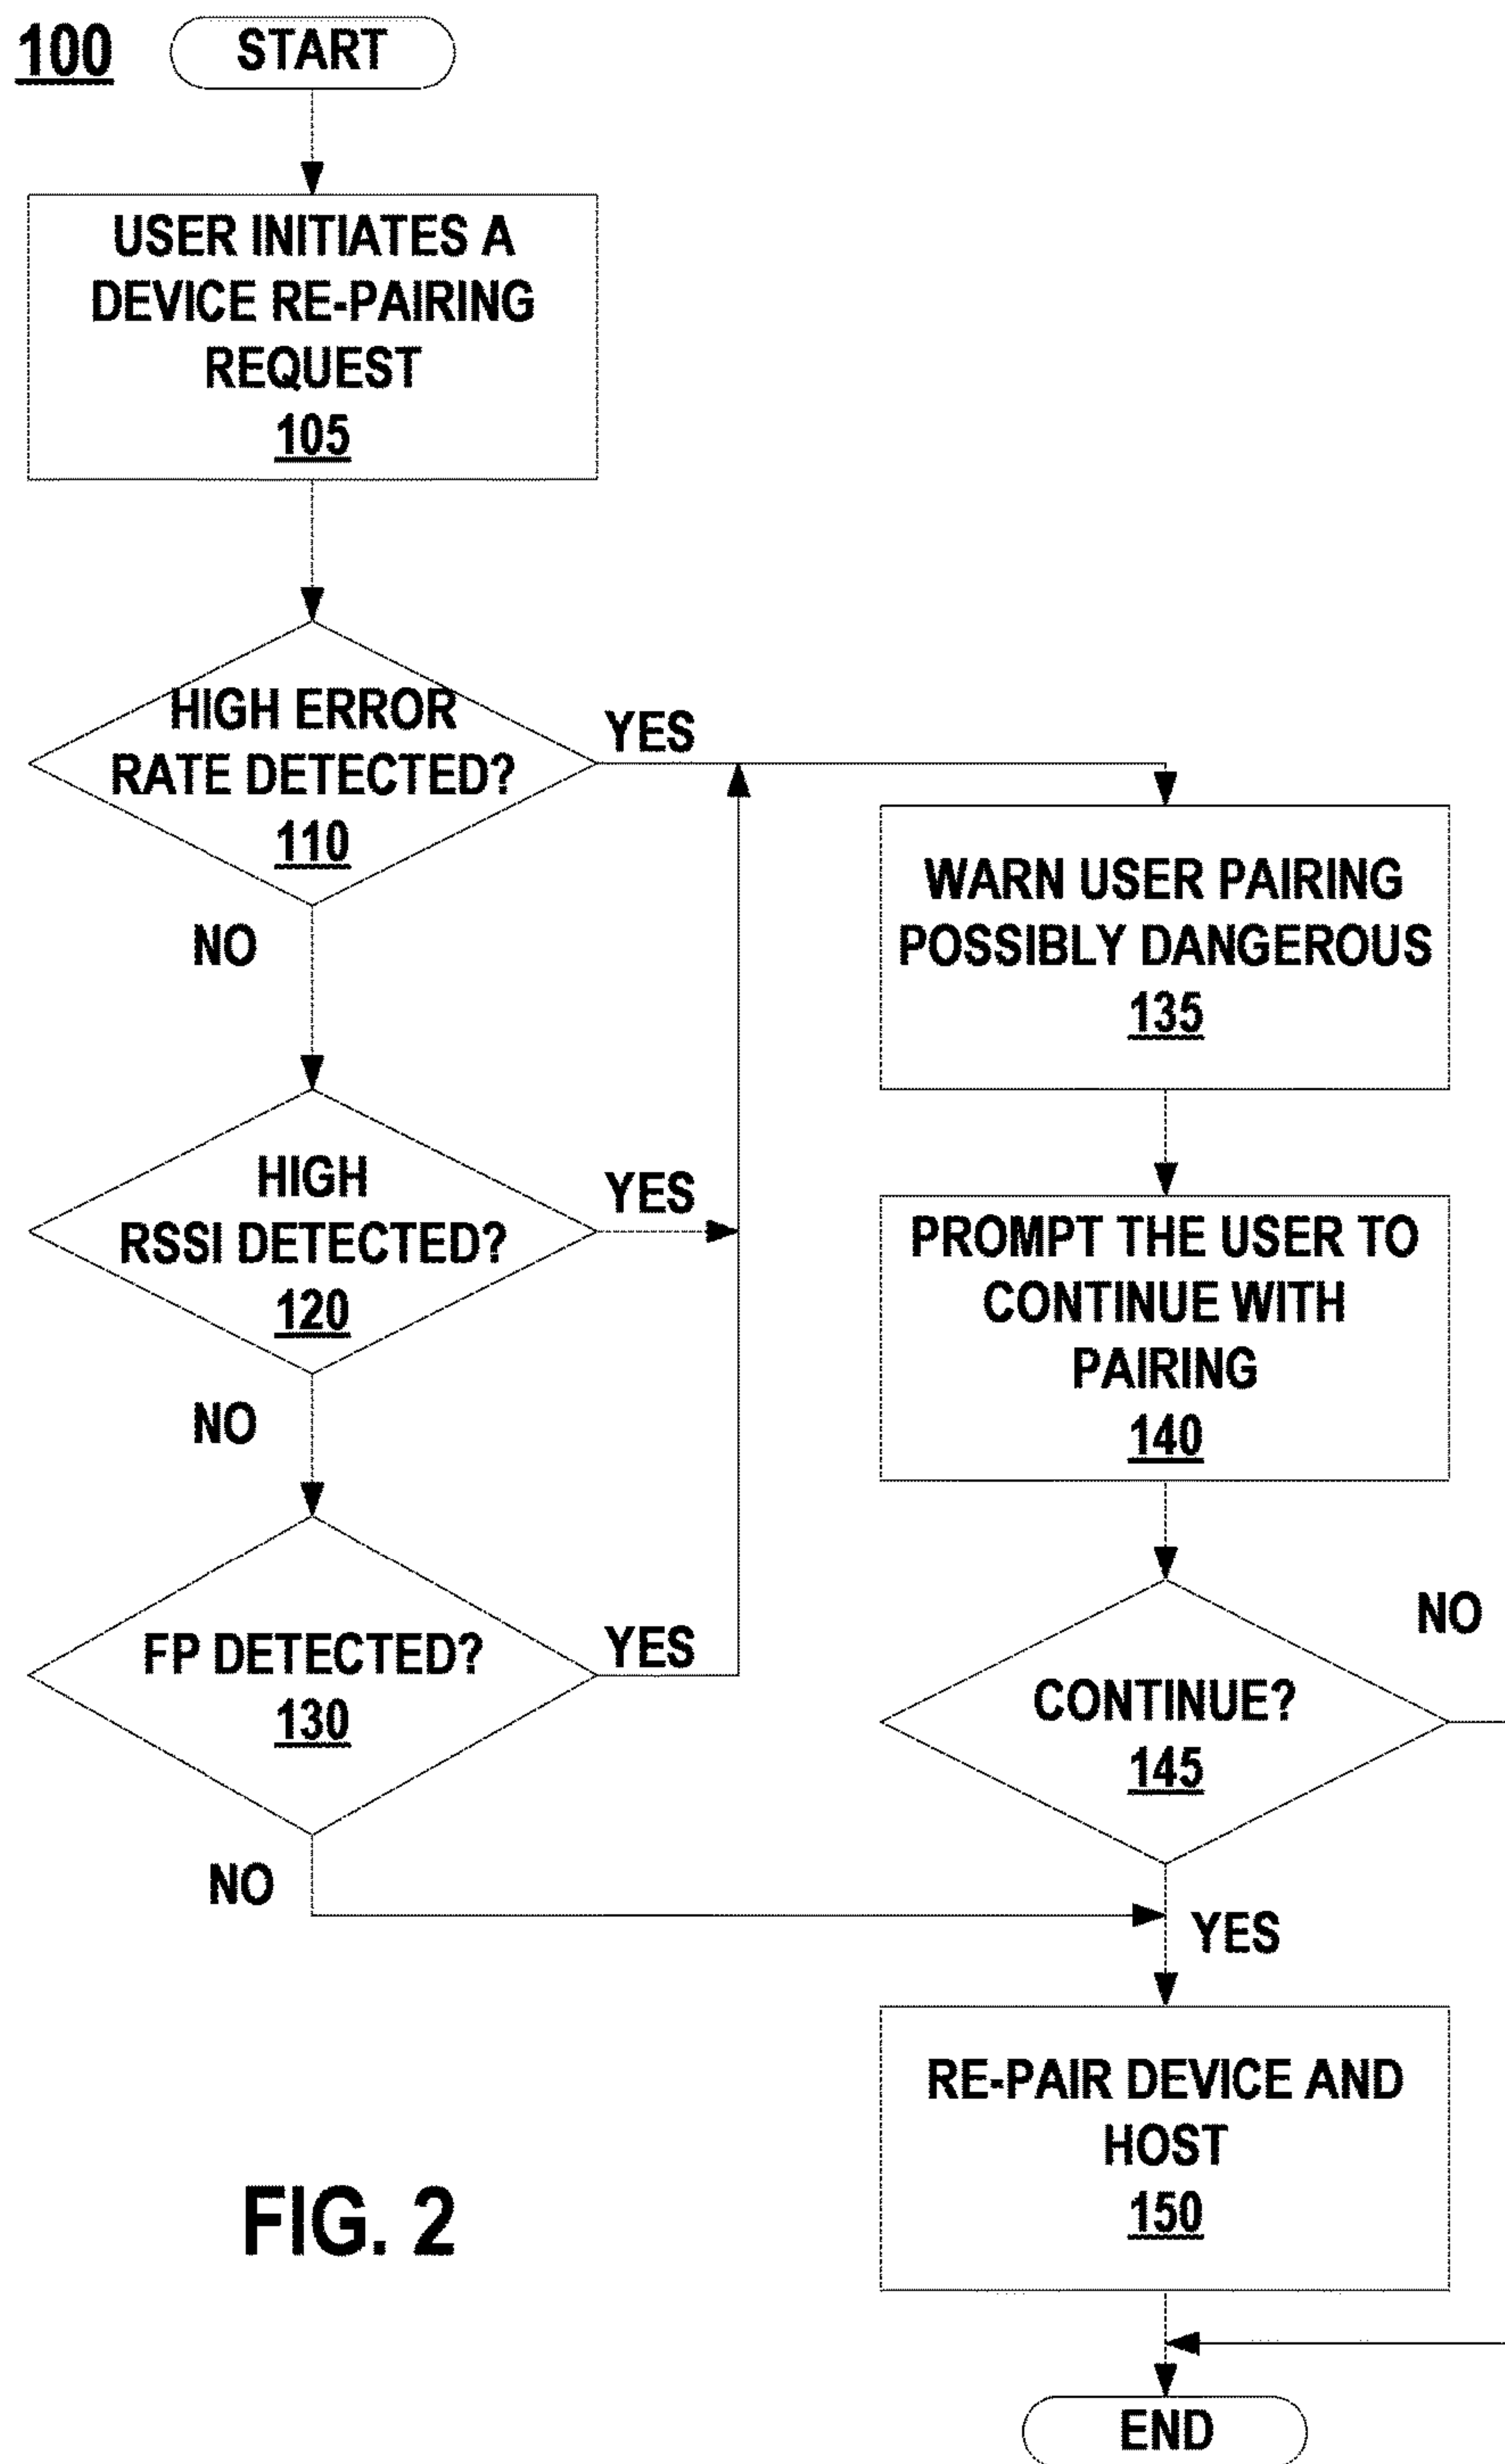 100
START
USER INITIATES A
DEVICE RE-PAIRING
REQUEST
105
HIGH ERROR
RATE DETECTED?
110
YES
NO
HIGH
RSSI DETECTED?
120
YES
NO
FP DETECTED?
130
YES
NO
WARN USER PAIRING
POSSIBLY DANGEROUS
135
PROMPT THE USER TO
CONTINUE WITH
PAIRING
140
CONTINUE?
145
NO
YES
RE-PAIR DEVICE AND
HOST
150
END
FIG. 2